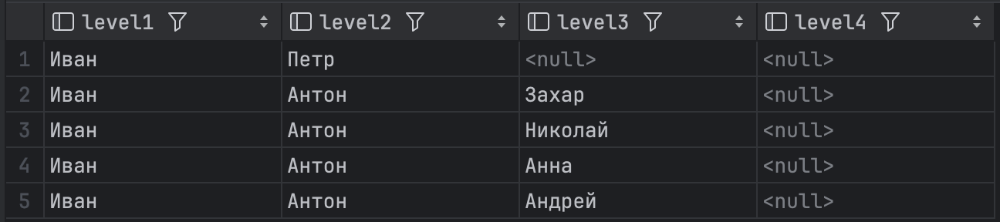 level1 level2 level3 level4
1 Иван Петр <null> <null>
2 Иван Антон Захар <null>
3 Иван Антон Николай <null>
4 Иван Антон Анна <null>
5 Иван Антон Андрей <null>